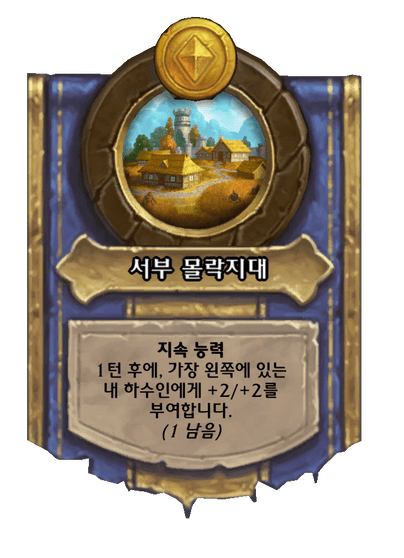 서부 몰락지대
지속 능력
1턴 후에, 가장 왼쪽에 있는
내 하수인에게 +2/+2를
부여합니다.
(1 남음)